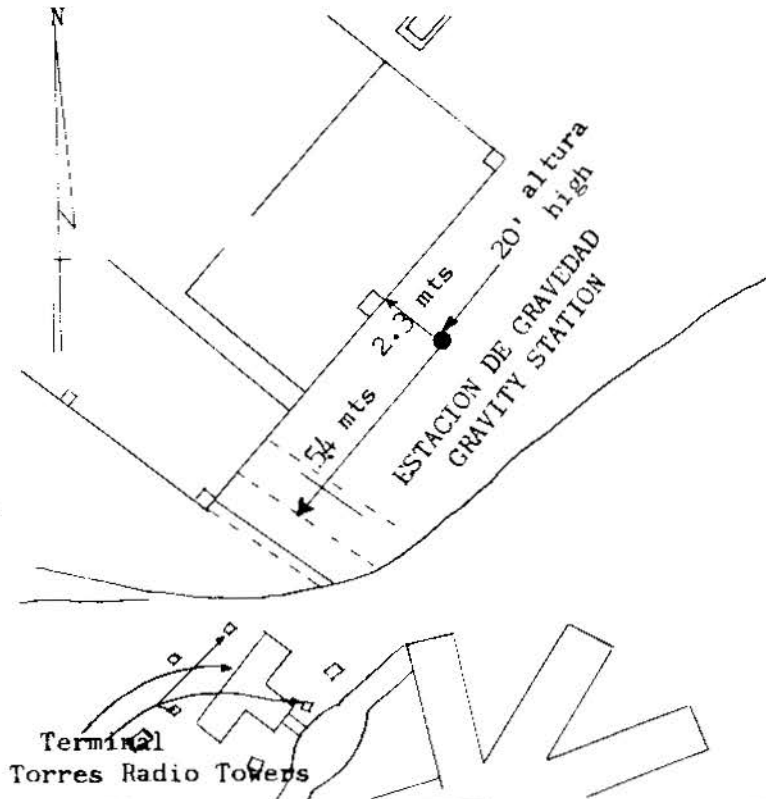 N
20' altura
high
2.3 mts
54 mts
ESTACION DE GRAVEDAD
GRAVITY STATION
Terminal
Torres Radio Towers